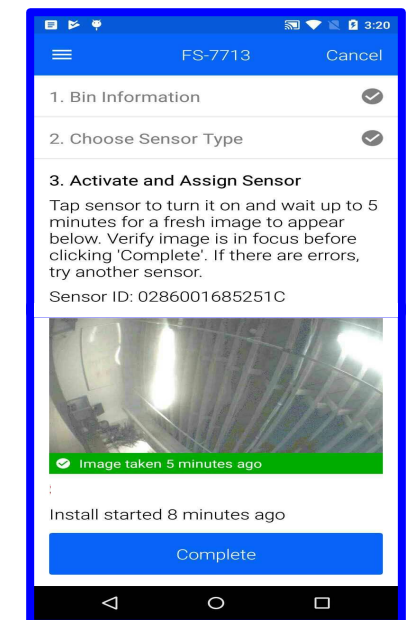 3:20
FS-7713 Cancel
1. Bin Information
2. Choose Sensor Type
3. Activate and Assign Sensor
Tap sensor to turn it on and wait up to 5
minutes for a fresh image to appear
below. Verify image is in focus before
clicking 'Complete'. If there are errors,
try another sensor.
Sensor ID: 0286001685251C
Image taken 5 minutes ago
Install started 8 minutes ago
Complete